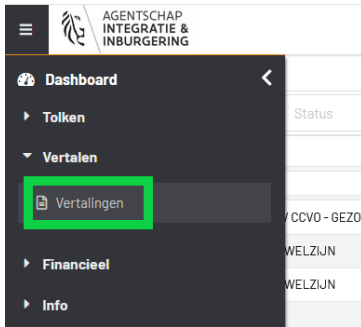 AGENTSCHAP
INTEGRATIE &
INBURGERING
Dashboard
Tolken
Status
Vertalen
Vertalingen
/ CCVO - GEZO
WELZIJN
Financieel
WELZIJN
Info